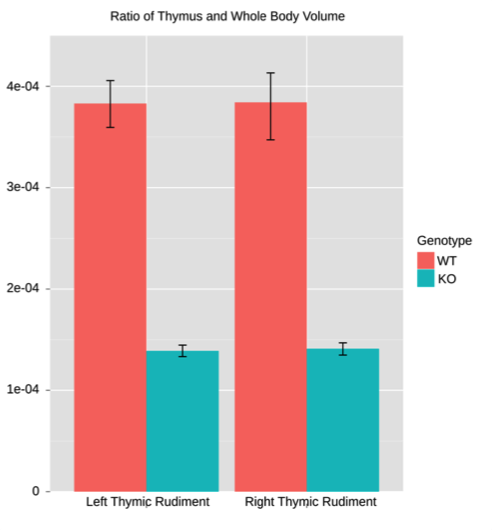 Ratio of Thymus and Whole Body Volume
4e-04
3e-04
2e-04
1e-04
0
Left Thymic Rudiment
Right Thymic Rudiment
Genotype
WT
KO